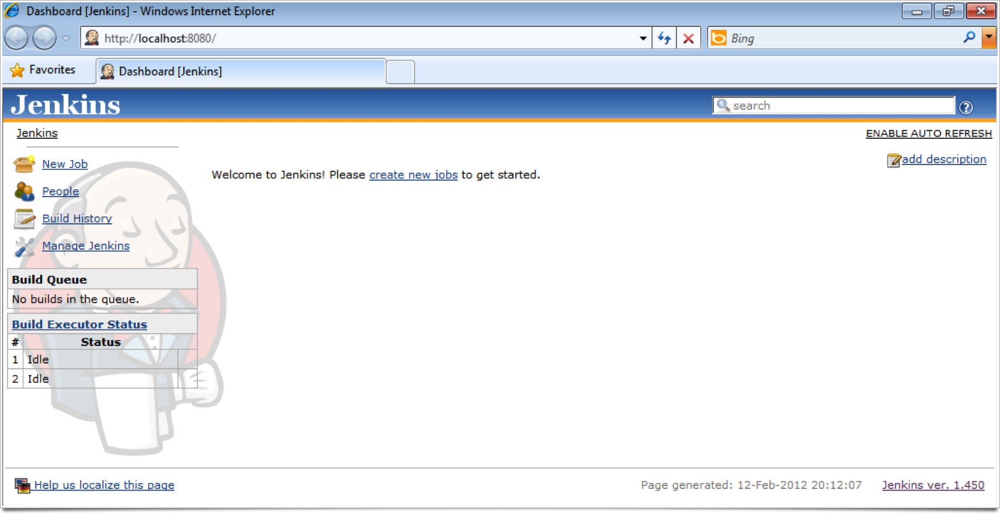 Dashboard [Jenkins] - Windows Internet Explorer
http://localhost:8080/
Bing
Favorites
Dashboard [Jenkins]
Jenkins
search
Jenkins
ENABLE AUTO REFRESH
New Job
add description
Welcome to Jenkins! Please create new jobs to get started.
People
Build History
Manage Jenkins
Build Queue
No builds in the queue.
Build Executor Status
# Status
1 Idle
2 Idle
Help us localize this page
Page generated: 12-Feb-2012 20:12:07 Jenkins ver. 1.450